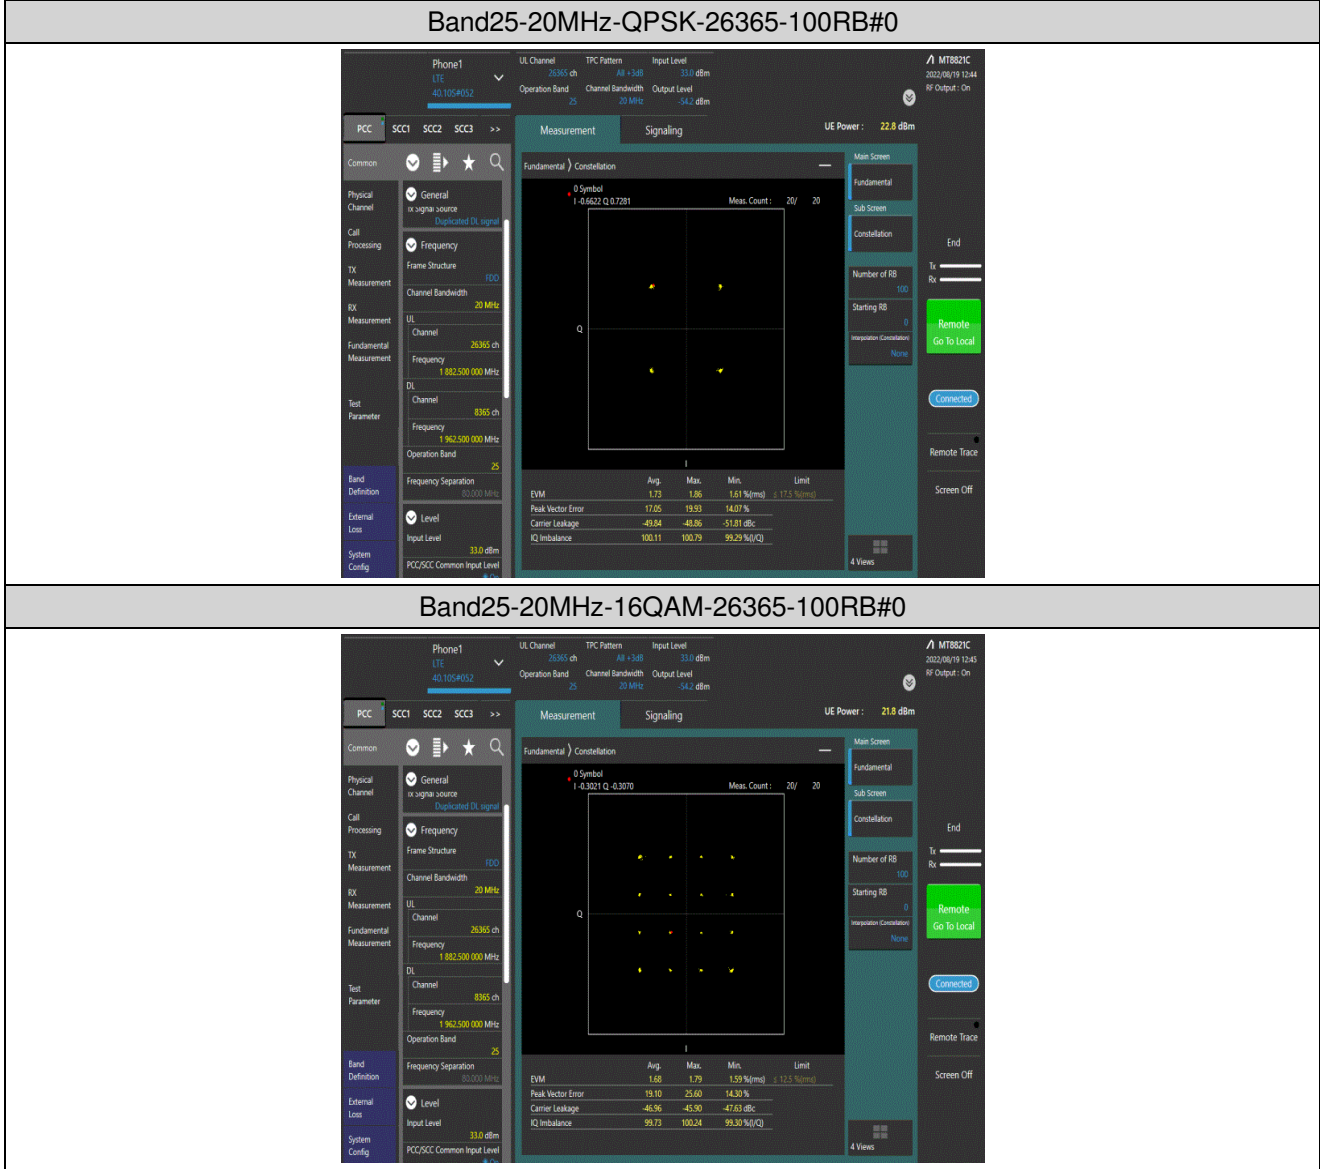 Band25-20MHz-QPSK-26365-100RB#0
Phone1
LTE
40.105#052
UL Channel TPC Pattern Input Level
26365 ch All +3dB 33.0 dBm
Operation Band Channel Bandwidth Output Level
25 20 MHz -54.2 dBm
MT8821C
2022/08/19 12:44
RF Output : On
PCC SCC1 SCC2 SCC3 >>
Measurement Signaling
UE Power : 22.8 dBm
Common
Physical
Channel
Call
Processing
TX
Measurement
RX
Measurement
Fundamental
Measurement
Test
Parameter
Band
Definition
External
Loss
System
Config
General
Tx Signal Source
Duplicated DL signal
Frequency
Frame Structure
FDD
Channel Bandwidth
20 MHz
UL
Channel
26365 ch
Frequency
1 882.500 000 MHz
DL
Channel
8365 ch
Frequency
1 962.500 000 MHz
Operation Band
25
Frequency Separation
80.000 MHz
Level
Input Level
33.0 dBm
PCC/SCC Common Input Level
On
Fundamental 〉 Constellation
0 Symbol
I -0.6622 Q 0.7281 Meas. Count : 20/ 20
Q
I
Avg. Max. Min. Limit
EVM 1.73 1.86 1.61 %(rms) ≤ 17.5 %(rms)
Peak Vector Error 17.05 19.93 14.07 %
Carrier Leakage -49.84 -48.86 -51.81 dBc
IQ Imbalance 100.11 100.79 99.29 %(I/Q)
Main Screen
Fundamental
Sub Screen
Constellation
Number of RB
100
Starting RB
0
Interpolation (Constellation)
None
4 Views
End
Tx
Rx
Remote
Go To Local
Connected
Remote Trace
Screen Off
Band25-20MHz-16QAM-26365-100RB#0
Phone1
LTE
40.105#052
UL Channel TPC Pattern Input Level
26365 ch All +3dB 33.0 dBm
Operation Band Channel Bandwidth Output Level
25 20 MHz -54.2 dBm
MT8821C
2022/08/19 12:45
RF Output : On
PCC SCC1 SCC2 SCC3 >>
Measurement Signaling
UE Power : 21.8 dBm
Common
Physical
Channel
Call
Processing
TX
Measurement
RX
Measurement
Fundamental
Measurement
Test
Parameter
Band
Definition
External
Loss
System
Config
General
Tx Signal Source
Duplicated DL signal
Frequency
Frame Structure
FDD
Channel Bandwidth
20 MHz
UL
Channel
26365 ch
Frequency
1 882.500 000 MHz
DL
Channel
8365 ch
Frequency
1 962.500 000 MHz
Operation Band
25
Frequency Separation
80.000 MHz
Level
Input Level
33.0 dBm
PCC/SCC Common Input Level
On
Fundamental 〉 Constellation
0 Symbol
I -0.3021 Q -0.3070 Meas. Count : 20/ 20
Q
I
Avg. Max. Min. Limit
EVM 1.68 1.79 1.59 %(rms) ≤ 12.5 %(rms)
Peak Vector Error 19.10 25.60 14.30 %
Carrier Leakage -46.96 -45.90 -47.63 dBc
IQ Imbalance 99.73 100.24 99.30 %(I/Q)
Main Screen
Fundamental
Sub Screen
Constellation
Number of RB
100
Starting RB
0
Interpolation (Constellation)
None
4 Views
End
Tx
Rx
Remote
Go To Local
Connected
Remote Trace
Screen Off